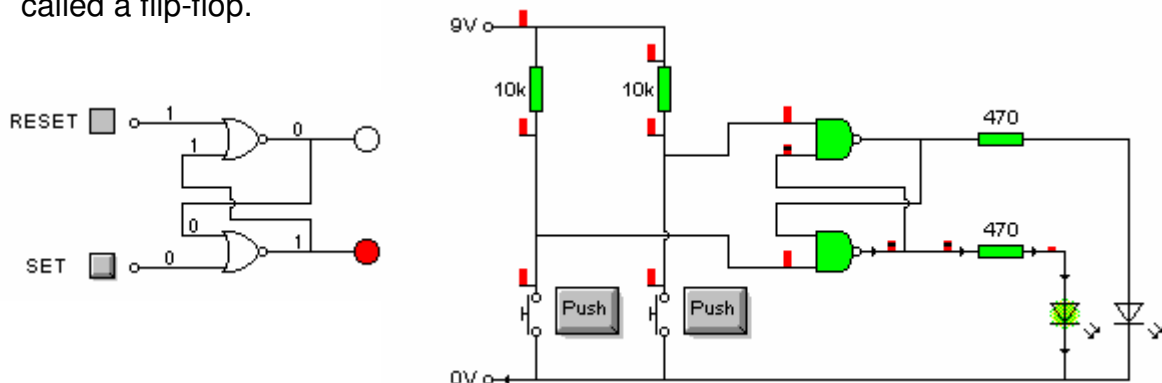 called a flip-flop.
9V
10k
10k
470
RESET
1
0
1
0
1
SET
0
470
Push
Push
0V